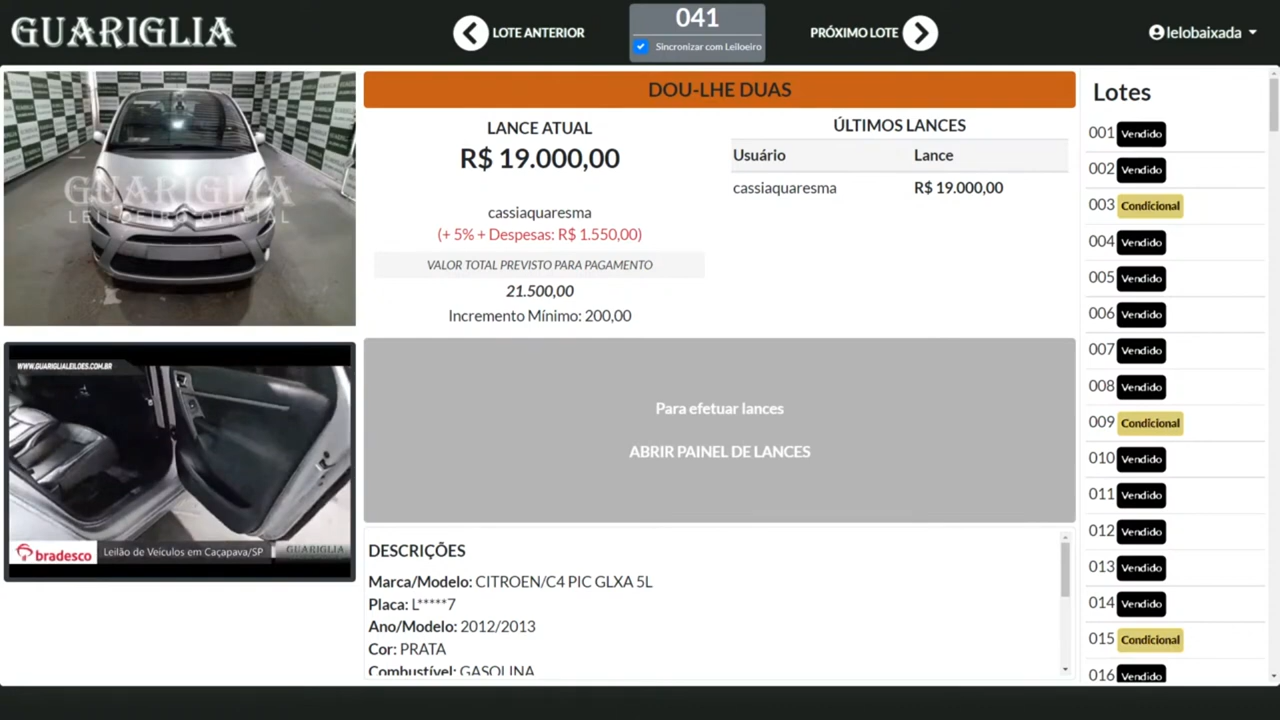 GUARIGLIA
LOTE ANTERIOR
041
Sincronizar com Leiloeiro
PRÓXIMO LOTE
lelobaixada
GUARIGLIA
LEILOEIRO OFICIAL
DOU-LHE DUAS
LANCE ATUAL
R$ 19.000,00
cassiaquaresma
(+ 5% + Despesas: R$ 1.550,00)
VALOR TOTAL PREVISTO PARA PAGAMENTO
21.500,00
Incremento Mínimo: 200,00
ÚLTIMOS LANCES
Usuário Lance
cassiaquaresma R$ 19.000,00
WWW.GUARIGLIALEILOES.COM.BR
bradesco Leilão de Veículos em Caçapava/SP GUARIGLIA
Para efetuar lances
ABRIR PAINEL DE LANCES
DESCRIÇÕES
Marca/Modelo: CITROEN/C4 PIC GLXA 5L
Placa: L*****7
Ano/Modelo: 2012/2013
Cor: PRATA
Combustível: GASOLINA
Lotes
001 Vendido
002 Vendido
003 Condicional
004 Vendido
005 Vendido
006 Vendido
007 Vendido
008 Vendido
009 Condicional
010 Vendido
011 Vendido
012 Vendido
013 Vendido
014 Vendido
015 Condicional
016 Vendido